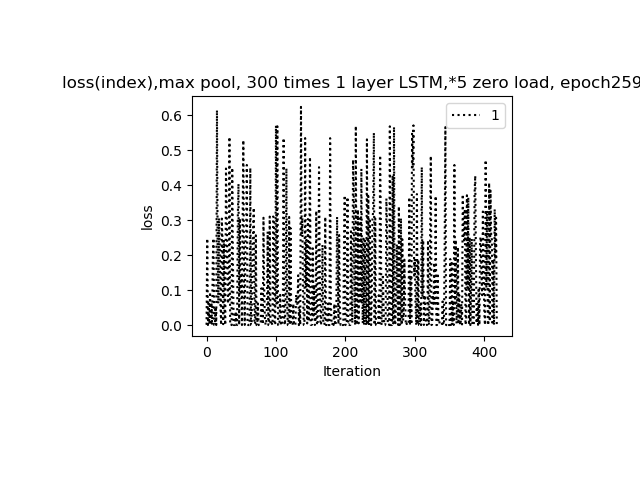 loss(index),max pool, 300 times 1 layer LSTM,*5 zero load, epoch259
1
0.6
0.5
0.4
0.3
0.2
0.1
0.0
loss
0 100 200 300 400
Iteration